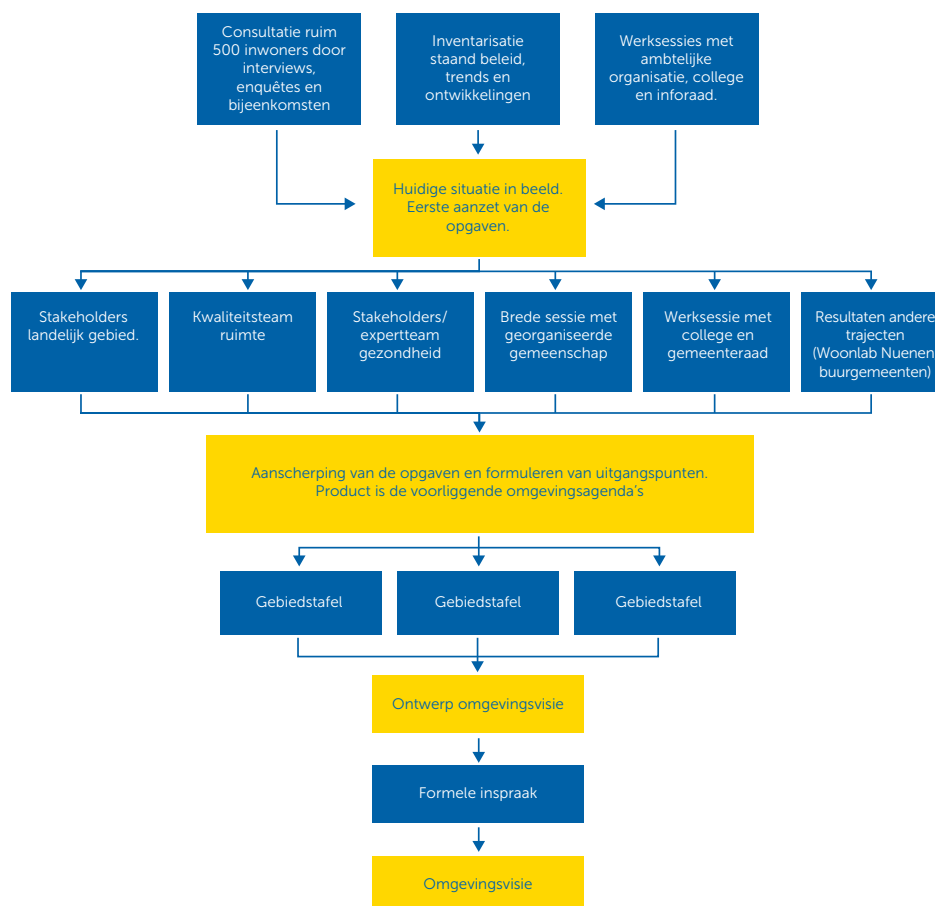 Consultatie ruim
500 inwoners door
interviews,
enquêtes en
bijeenkomsten
Inventarisatie
staand beleid,
trends en
ontwikkelingen
Werksessies met
ambtelijke
organisatie, college
en inforaad.
Huidige situatie in beeld.
Eerste aanzet van de
opgaven.
Stakeholders
landelijk gebied.
Kwaliteitsteam
ruimte
Stakeholders/
expertteam
gezondheid
Brede sessie met
georganiseerde
gemeenschap
Werksessie met
college en
gemeenteraad
Resultaten andere
trajecten
(Woonlab Nuenen
buurgemeenten)
Aanscherping van de opgaven en formuleren van uitgangspunten.
Product is de voorliggende omgevingsagenda's
Gebiedstafel
Gebiedstafel
Gebiedstafel
Ontwerp omgevingsvisie
Formele inspraak
Omgevingsvisie